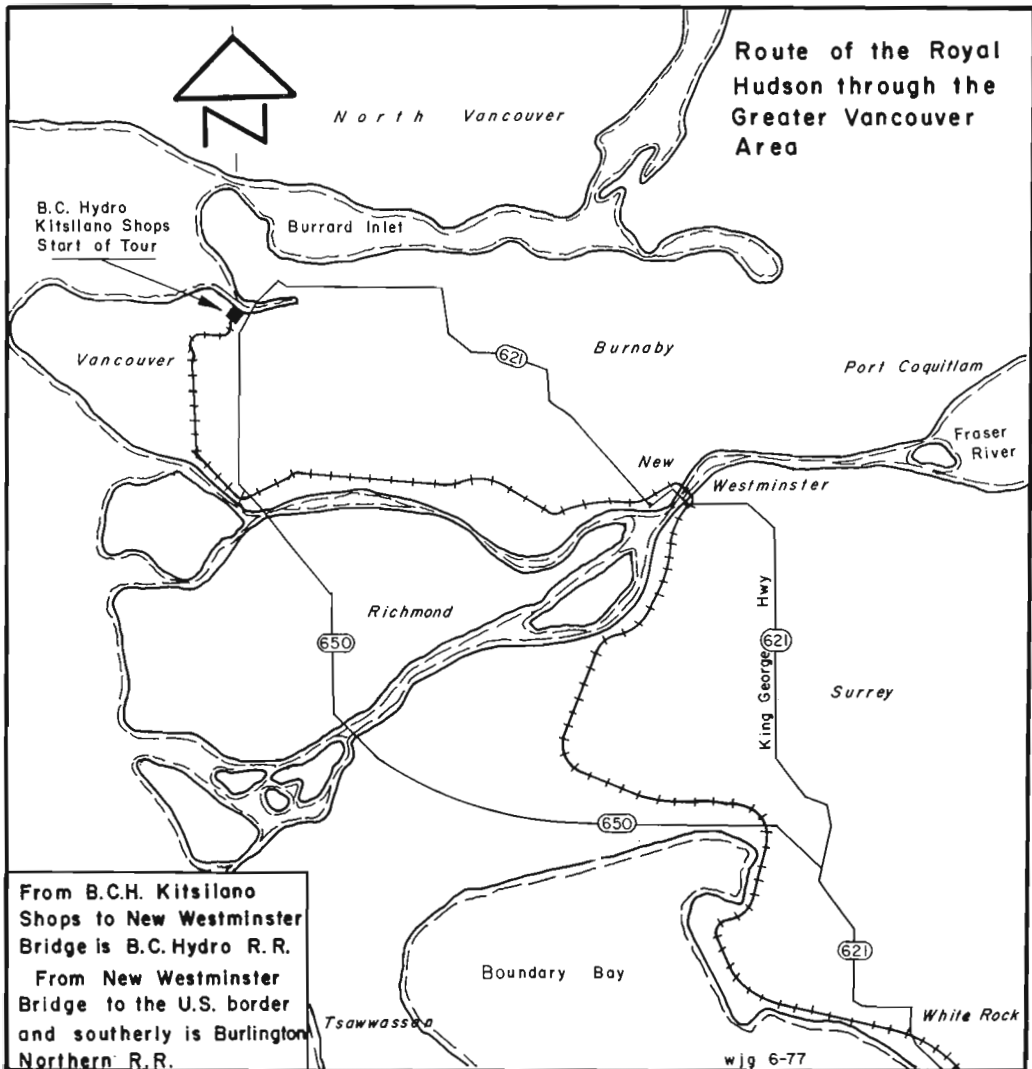 Route of the Royal
Hudson through the
Greater Vancouver
Area
N
North Vancouver
B.C. Hydro
Kitsilano Shops
Start of Tour
Burrard Inlet
Vancouver
621
Burnaby
Port Coquitlam
Fraser
River
New
Westminster
Richmond
650
King George Hwy
621
Surrey
650
621
Boundary Bay
Tsawwassen
White Rock
From B.C.H. Kitsilano
Shops to New Westminster
Bridge is B.C. Hydro R.R.
From New Westminster
Bridge to the U.S. border
and southerly is Burlington
Northern R.R.
wjg 6-77